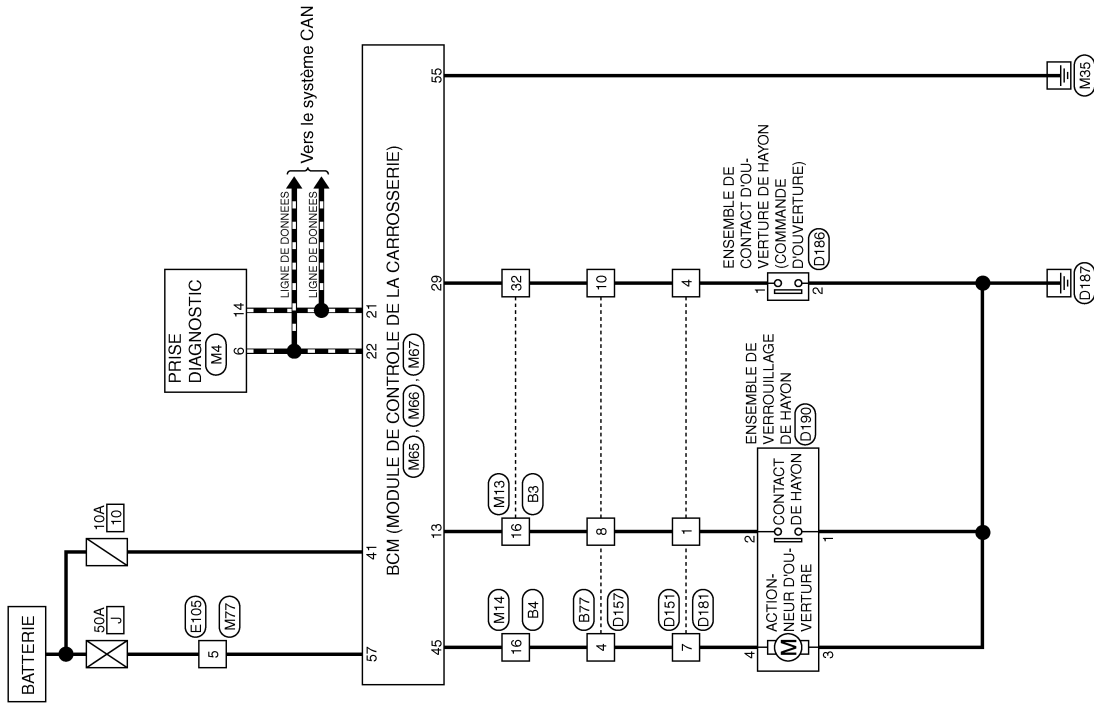 BATTERIE
50A
J
10A
10
E105
M77
5
57
41
PRISE
DIAGNOSTIC
M4
6
14
LIGNE DE DONNEES
LIGNE DE DONNEES
Vers le système CAN
22
21
BCM (MODULE DE CONTROLE DE LA CARROSSERIE)
M65 , M66 , M67
45
13
29
55
16
M14
B4
16
M13
B3
32
4
B77
D157
8
10
7
D151
D181
1
4
ENSEMBLE DE
VERROUILLAGE
DE HAYON
D190
4
2
M
ACTION-
NEUR D'OU-
VERTURE
CONTACT
DE HAYON
3
1
ENSEMBLE DE
CONTACT D'OU-
VERTURE DE HAYON
(COMMANDE
D'OUVERTURE)
D186
1
2
D187
M35